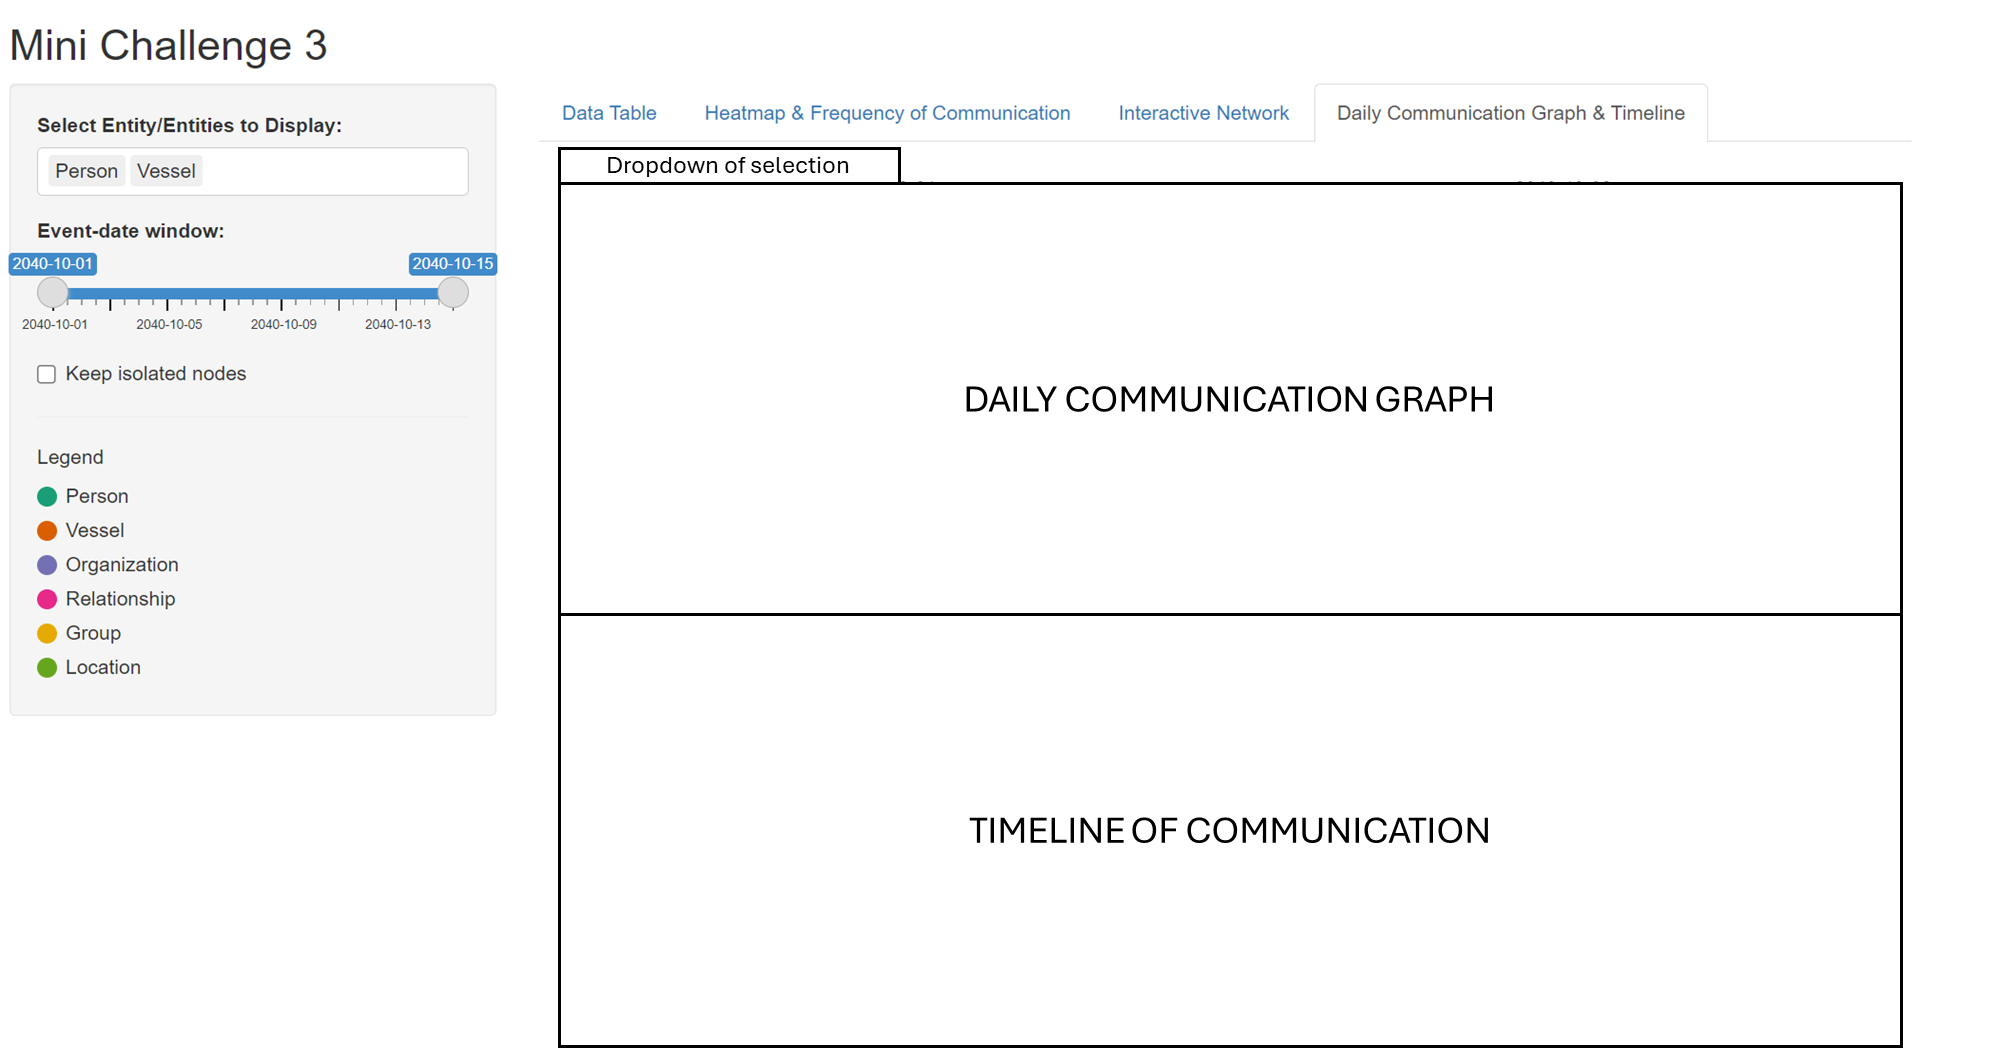 Mini Challenge 3
Select Entity/Entities to Display:
Person Vessel
Event-date window:
2040-10-01 2040-10-15
2040-10-01 2040-10-05 2040-10-09 2040-10-13
Keep isolated nodes
Legend
Person
Vessel
Organization
Relationship
Group
Location
Data Table Heatmap & Frequency of Communication Interactive Network Daily Communication Graph & Timeline
Dropdown of selection
DAILY COMMUNICATION GRAPH
TIMELINE OF COMMUNICATION